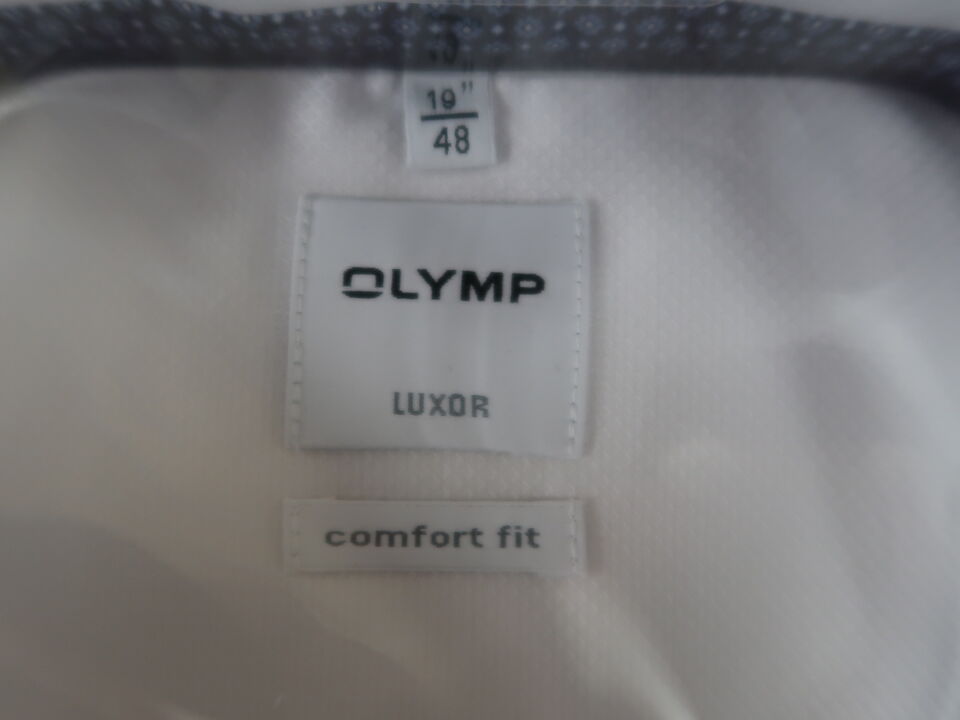 19"
48
OLYMP
LUXOR
comfort fit